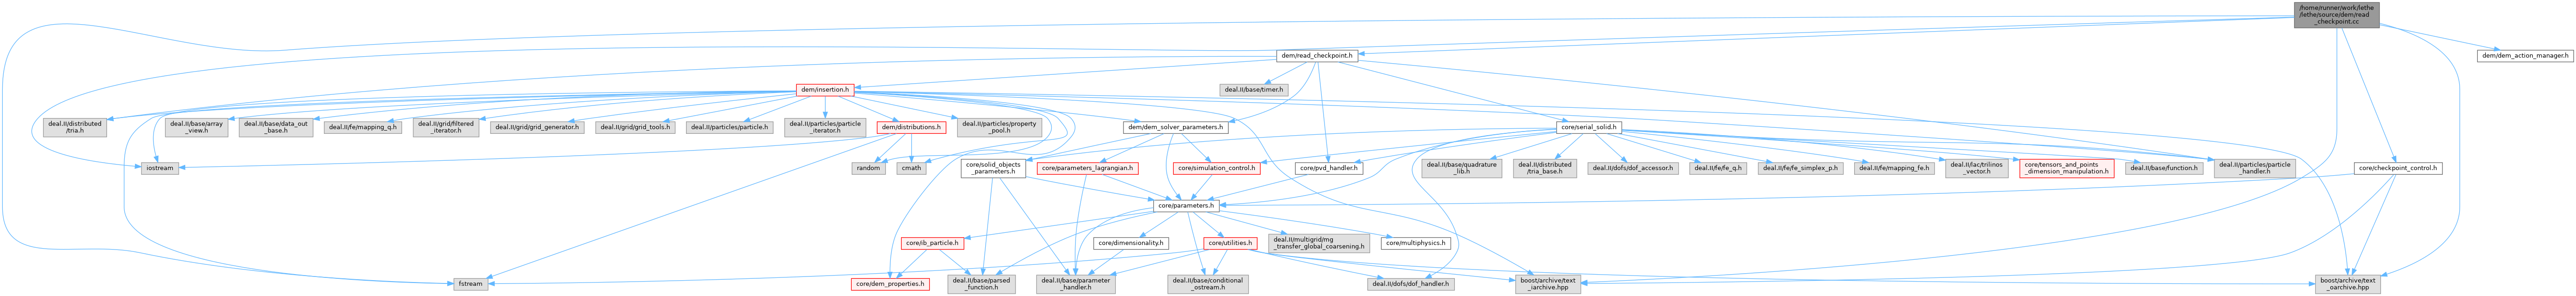 /home/runner/work/lethe
/lethe/source/dem/read
_checkpoint.cc
dem/read_checkpoint.h
dem/dem_action_manager.h
dem/insertion.h
deal.II/base/timer.h
deal.II/distributed
/tria.h
deal.II/base/array
_view.h
deal.II/base/data_out
_base.h
deal.II/fe/mapping_q.h
deal.II/grid/filtered
_iterator.h
deal.II/grid/grid_generator.h
deal.II/grid/grid_tools.h
deal.II/particles/particle.h
deal.II/particles/particle
_iterator.h
dem/distributions.h
deal.II/particles/property
_pool.h
dem/dem_solver_parameters.h
core/serial_solid.h
iostream
random
cmath
core/solid_objects
_parameters.h
core/parameters_lagrangian.h
core/simulation_control.h
core/pvd_handler.h
deal.II/base/quadrature
_lib.h
deal.II/distributed
/tria_base.h
deal.II/dofs/dof_accessor.h
deal.II/fe/fe_q.h
deal.II/fe/fe_simplex_p.h
deal.II/fe/mapping_fe.h
deal.II/lac/trilinos
_vector.h
core/tensors_and_points
_dimension_manipulation.h
deal.II/base/function.h
deal.II/particles/particle
_handler.h
core/checkpoint_control.h
core/parameters.h
core/ib_particle.h
core/dimensionality.h
core/utilities.h
deal.II/multigrid/mg
_transfer_global_coarsening.h
core/multiphysics.h
fstream
core/dem_properties.h
deal.II/base/parsed
_function.h
deal.II/base/parameter
_handler.h
deal.II/base/conditional
_ostream.h
deal.II/dofs/dof_handler.h
boost/archive/text
_iarchive.hpp
boost/archive/text
_oarchive.hpp